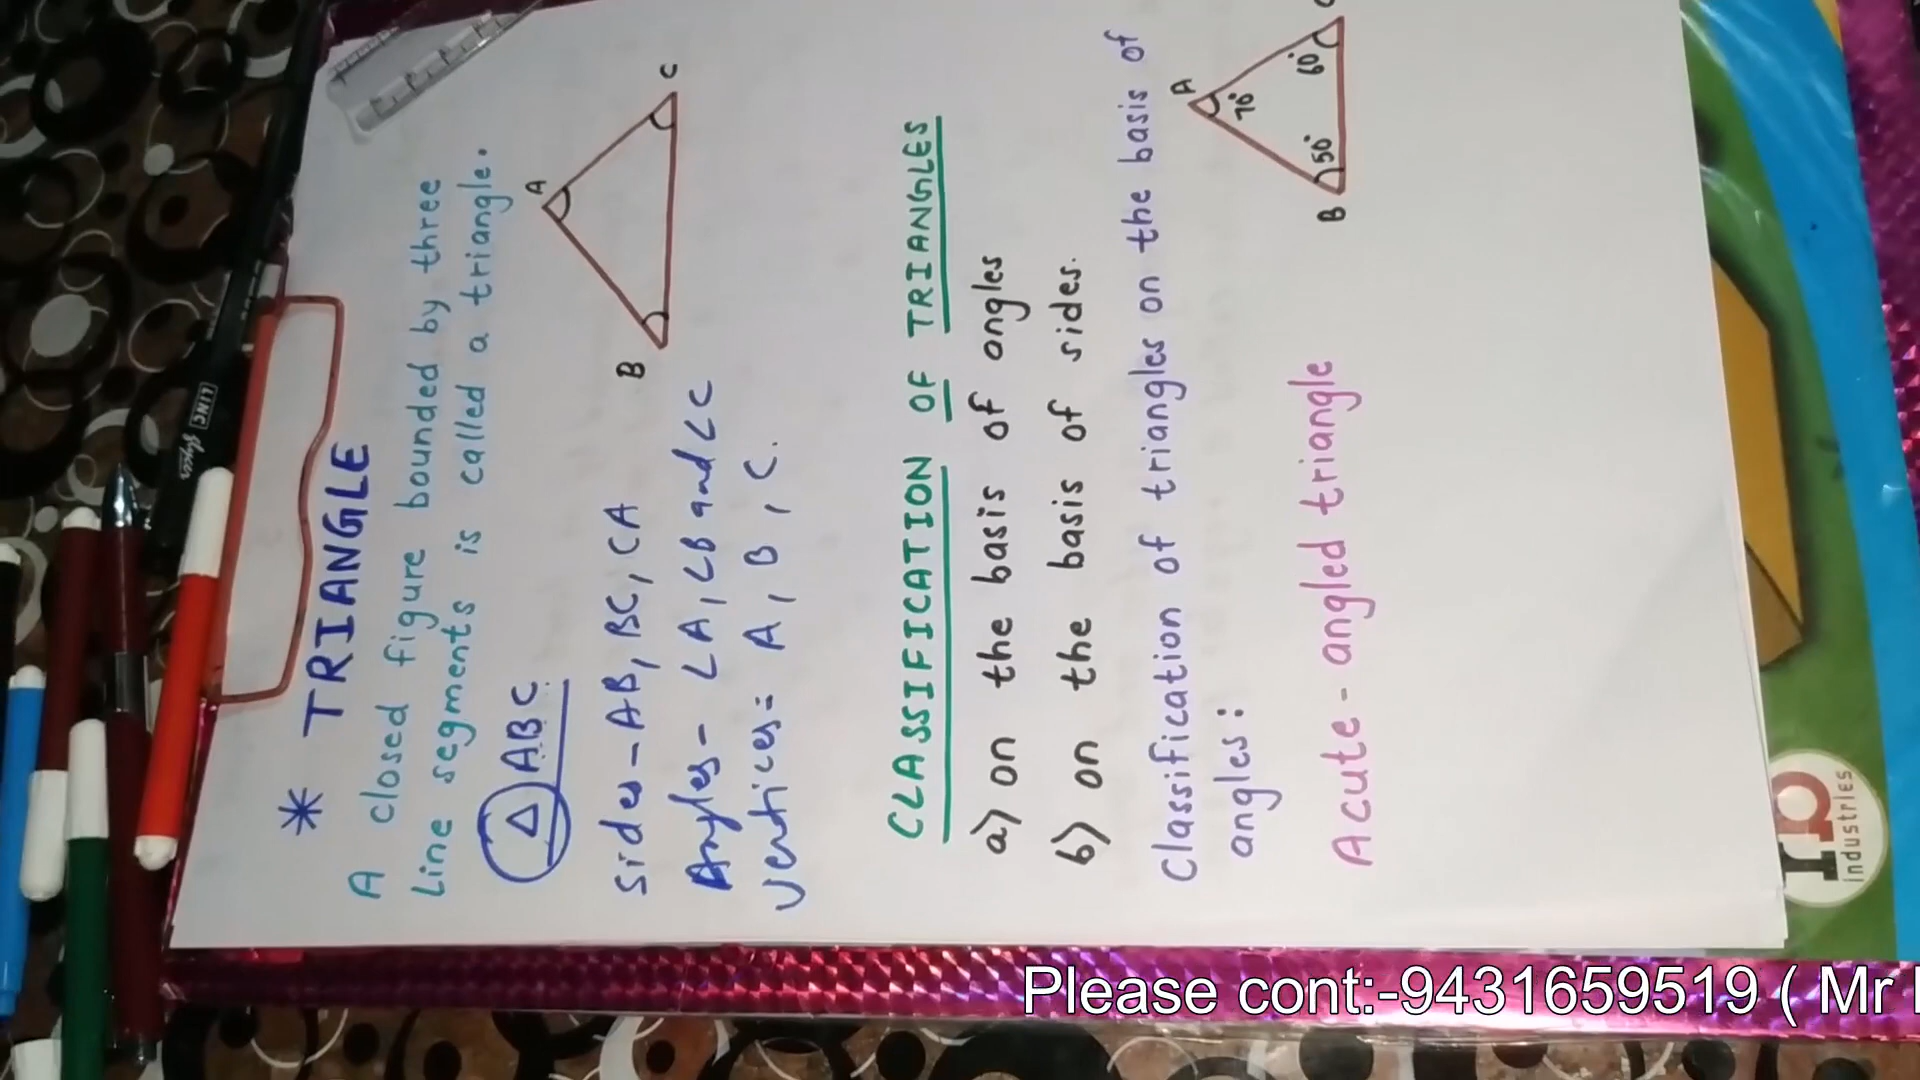 * TRIANGLE
A closed figure bounded by three
Line segments is called a triangle.
△ ABC
A
B
C
Sides - AB, BC, CA
Angles - ∠A, ∠B and ∠C
Vertices = A, B, C.
CLASSIFICATION OF TRIANGLES
a) on the basis of angles
b) on the basis of sides.
Classification of triangles on the basis of
angles:
Acute - angled triangle
A
70°
B
50°
60°
LINC Glycer
industries
Please cont:-9431659519 ( Mr